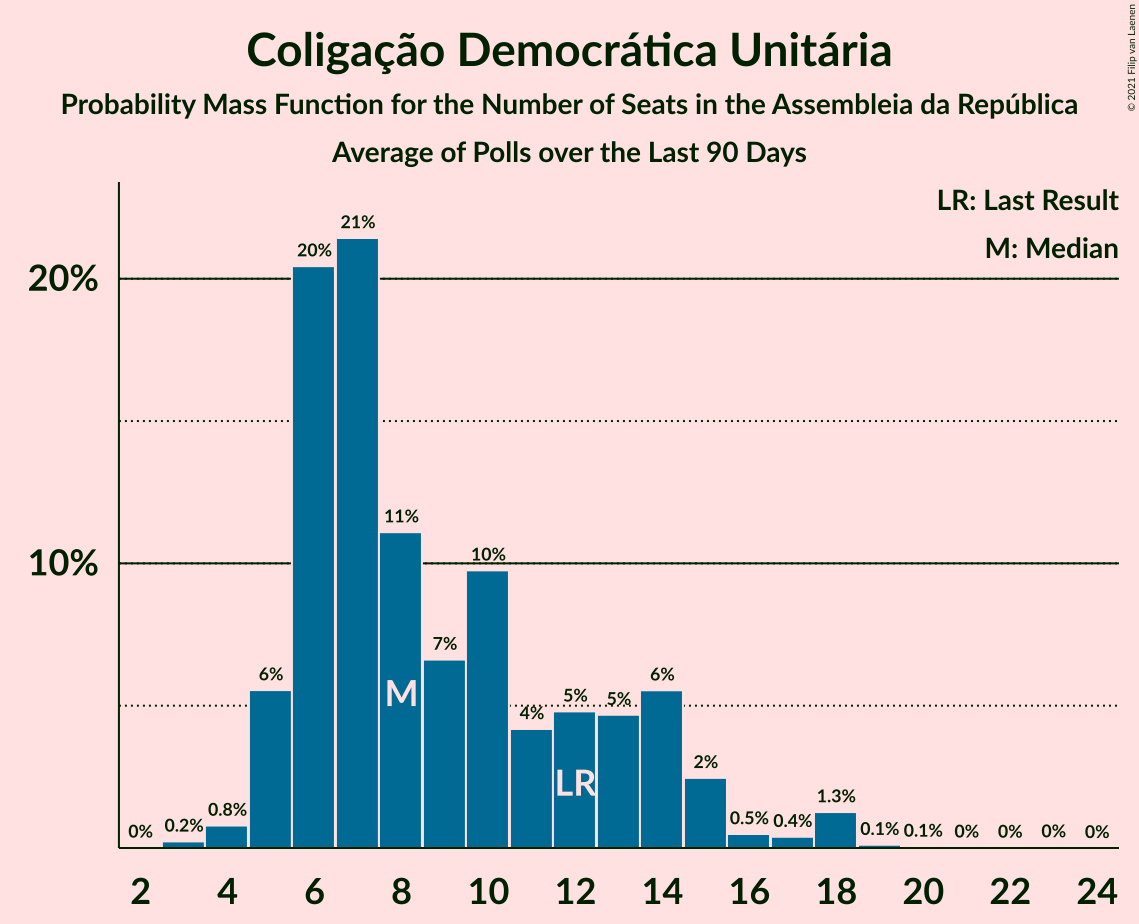 Coligação Democrática Unitária
Probability Mass Function for the Number of Seats in the Assembleia da República
Average of Polls over the Last 90 Days
© 2021 Filip van Laenen
LR: Last Result
M: Median
20%
10%
0%
0.2%
0.8%
6%
20%
21%
11%
7%
10%
4%
5%
5%
6%
2%
0.5%
0.4%
1.3%
0.1%
0.1%
0%
0%
0%
0%
M
LR
2 4 6 8 10 12 14 16 18 20 22 24